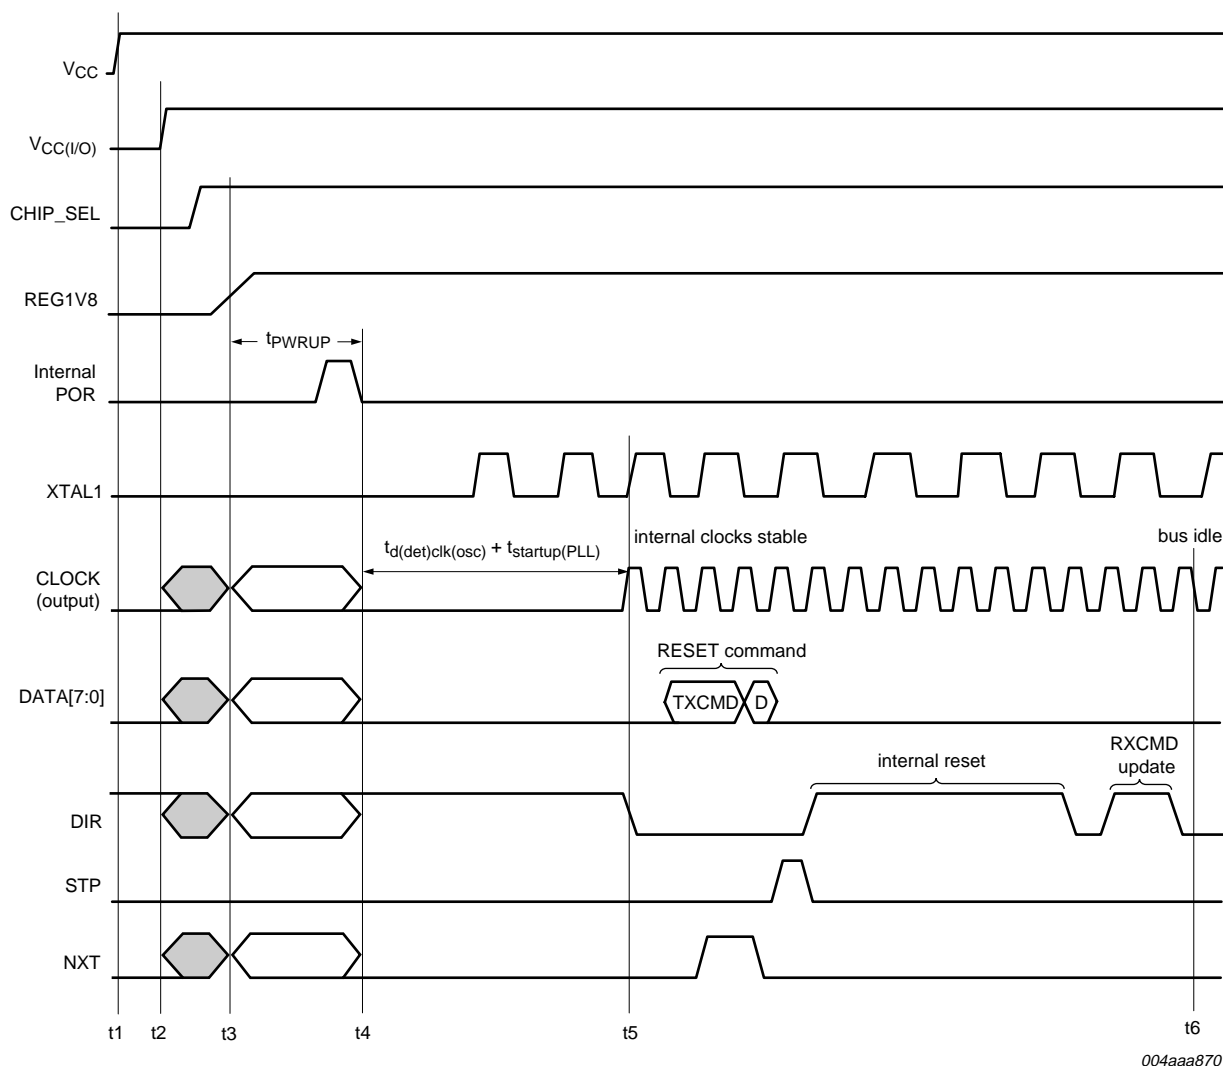 VCC
VCC(I/O)
CHIP_SEL
REG1V8
tPWRUP
Internal
POR
XTAL1
td(det)clk(osc) + tstartup(PLL)
internal clocks stable
bus idle
CLOCK
(output)
RESET command
DATA[7:0]
TXCMD
D
internal reset
RXCMD
update
DIR
STP
NXT
t1
t2
t3
t4
t5
t6
004aaa870